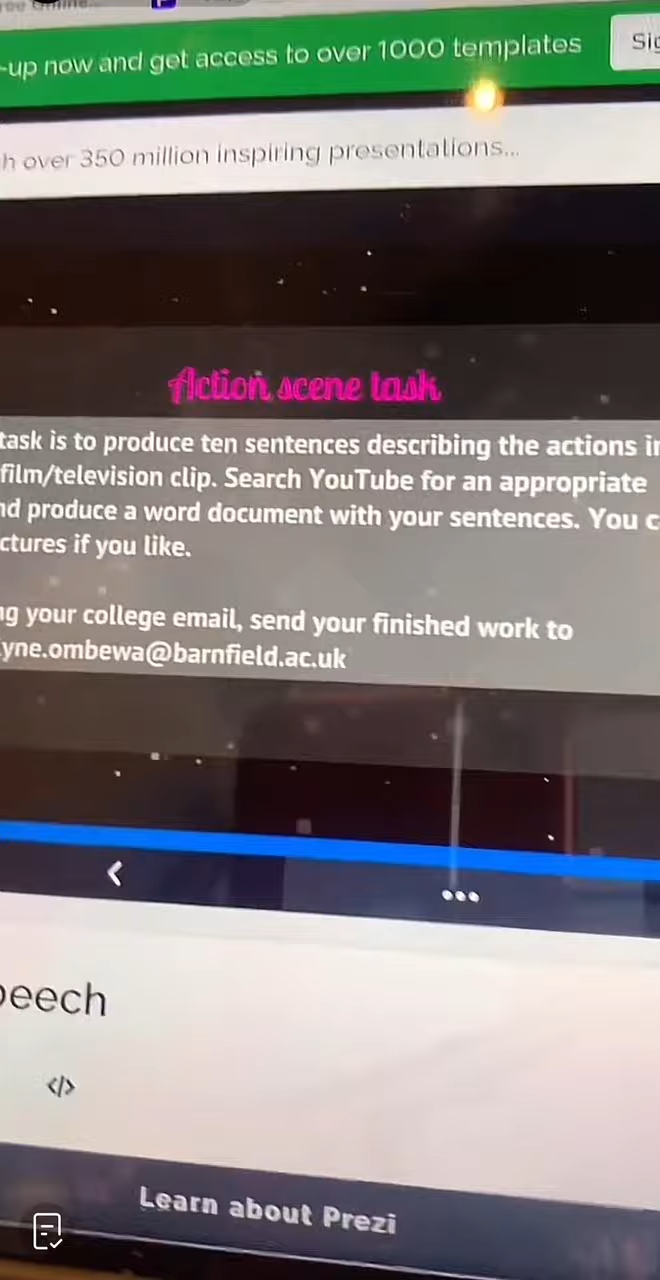 -up now and get access to over 1000 templates
h over 350 million inspiring presentations...
Action scene task
task is to produce ten sentences describing the actions in
film/television clip. Search YouTube for an appropriate
nd produce a word document with your sentences. You c
ctures if you like.
ng your college email, send your finished work to
lyne.ombewa@barnfield.ac.uk
peech
</>
Learn about Prezi